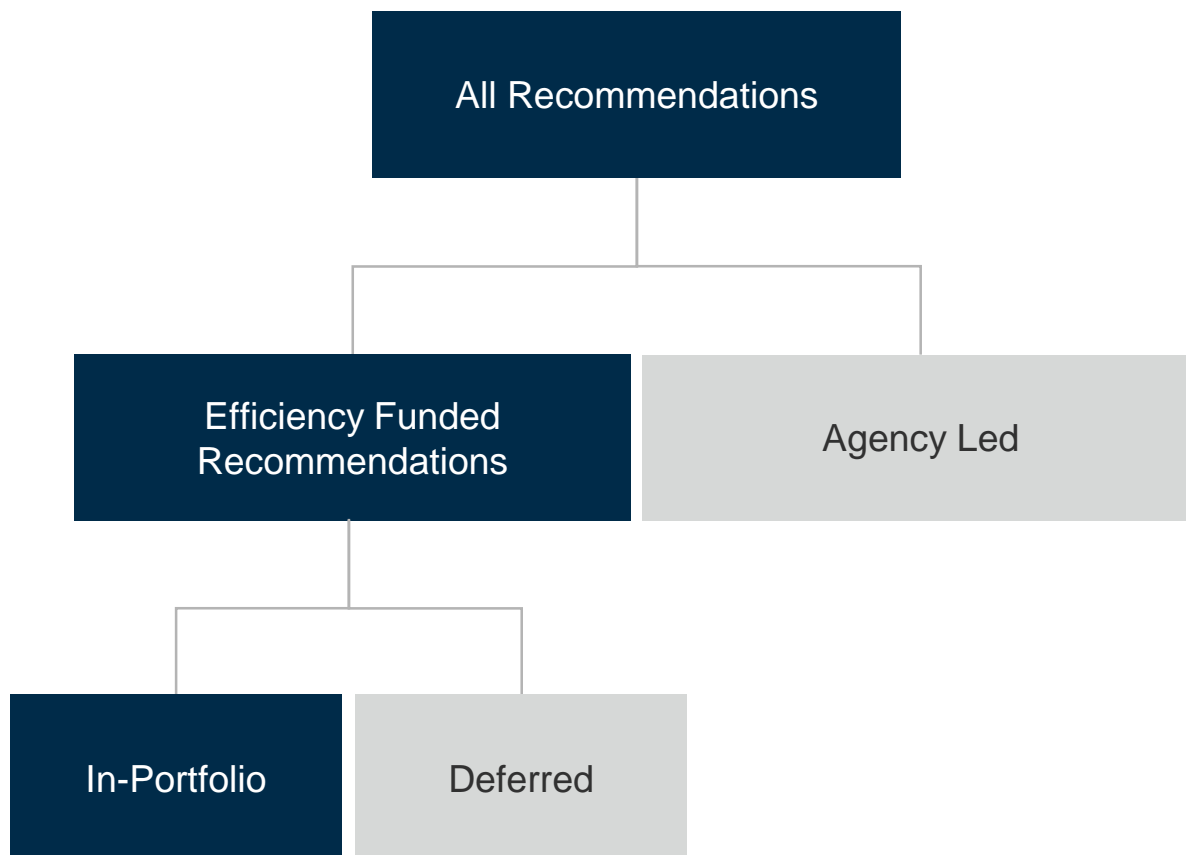 All Recommendations
Efficiency Funded
Recommendations
Agency Led
In-Portfolio
Deferred